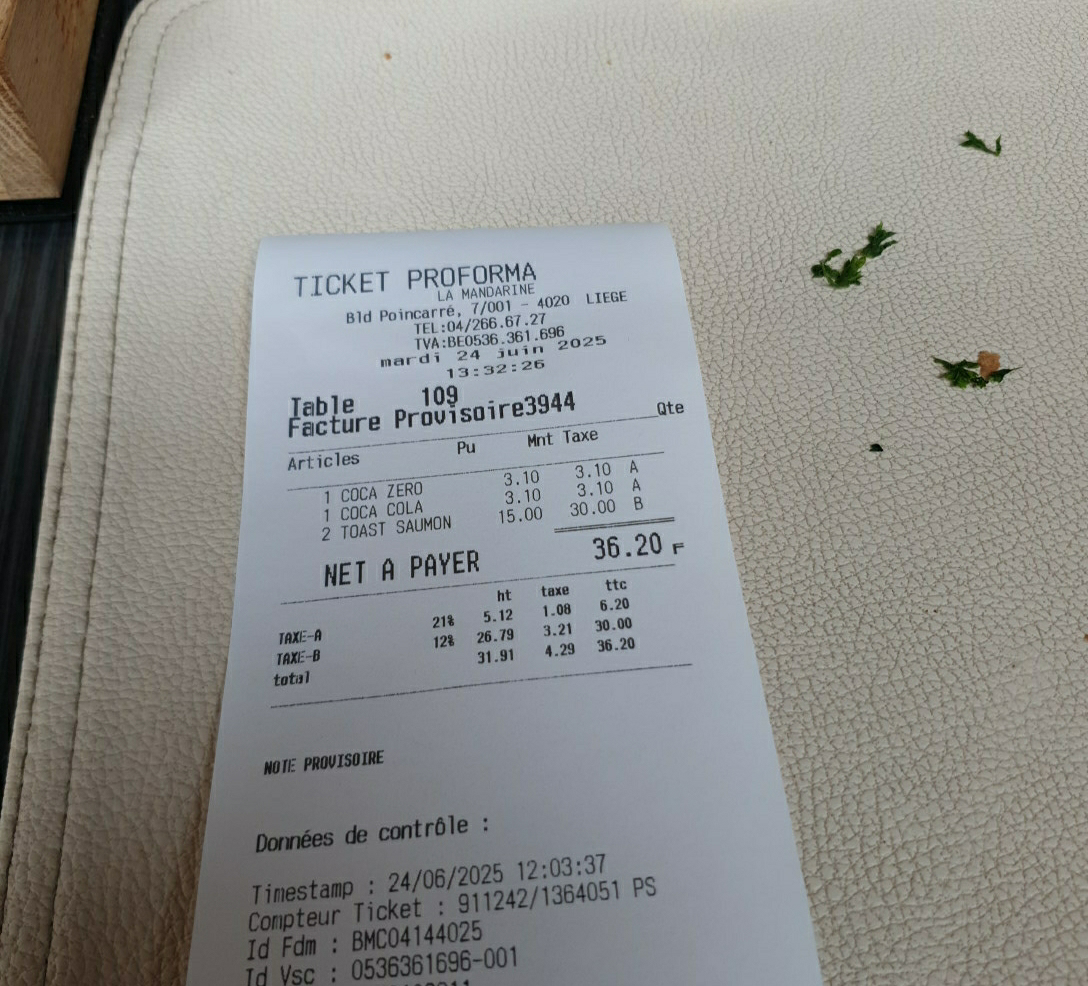 TICKET PROFORMA
LA MANDARINE
Bld Poincarré, 7/001 - 4020 LIEGE
TEL:04/266.67.27
TVA:BE0536.361.696
mardi 24 juin 2025
13:32:26
Table 109
Facture Provisoire3944
Articles Pu Mnt Taxe Qte
1 COCA ZERO 3.10 3.10 A
1 COCA COLA 3.10 3.10 A
2 TOAST SAUMON 15.00 30.00 B
NET A PAYER 36.20 F
ht taxe ttc
TAXE-A 21% 5.12 1.08 6.20
TAXE-B 12% 26.79 3.21 30.00
total 31.91 4.29 36.20
NOTE PROVISOIRE
Données de contrôle :
Timestamp : 24/06/2025 12:03:37
Compteur Ticket : 911242/1364051 PS
Id Fdm : BMC04144025
Id Vsc : 0536361696-001